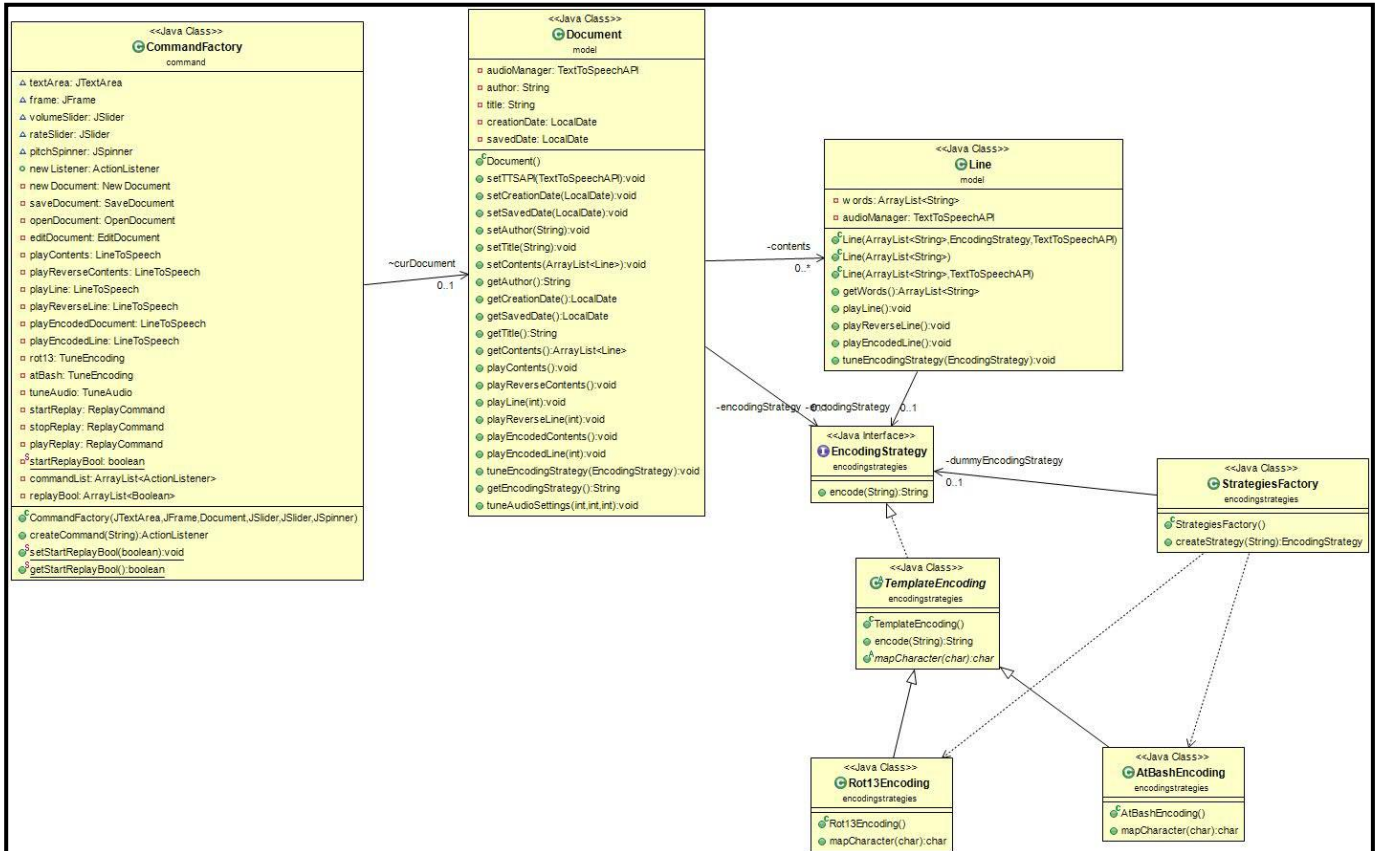 <<Java Class>>
CommandFactory
command
textArea: JTextArea
frame: JFrame
volumeSlider: JSlider
rateSlider: JSlider
pitchSpinner: JSpinner
new Listener: ActionListener
new Document: New Document
saveDocument: SaveDocument
openDocument: OpenDocument
editDocument: EditDocument
playContents: LineToSpeech
playReverseContents: LineToSpeech
playLine: LineToSpeech
playReverseLine: LineToSpeech
playEncodedDocument: LineToSpeech
playEncodedLine: LineToSpeech
rot13: TuneEncoding
atBash: TuneEncoding
tuneAudio: TuneAudio
startReplay: ReplayCommand
stopReplay: ReplayCommand
playReplay: ReplayCommand
startReplayBool: boolean
commandList: ArrayList<ActionListener>
replayBool: ArrayList<Boolean>
CommandFactory(JTextArea,JFrame,Document,JSlider,JSlider,JSpinner)
createCommand(String):ActionListener
setStartReplayBool(boolean):void
getStartReplayBool():boolean
~curDocument
0..1
<<Java Class>>
Document
model
audioManager: TextToSpeechAPI
author: String
title: String
creationDate: LocalDate
savedDate: LocalDate
Document()
setTTSAPI(TextToSpeechAPI):void
setCreationDate(LocalDate):void
setSavedDate(LocalDate):void
setAuthor(String):void
setTitle(String):void
setContents(ArrayList<Line>):void
getAuthor():String
getCreationDate():LocalDate
getSavedDate():LocalDate
getTitle():String
getContents():ArrayList<Line>
playContents():void
playReverseContents():void
playLine(int):void
playReverseLine(int):void
playEncodedContents():void
playEncodedLine(int):void
tuneEncodingStrategy(EncodingStrategy):void
getEncodingStrategy():String
tuneAudioSettings(int,int,int):void
-contents
0..*
<<Java Class>>
Line
model
words: ArrayList<String>
audioManager: TextToSpeechAPI
Line(ArrayList<String>,EncodingStrategy,TextToSpeechAPI)
Line(ArrayList<String>)
Line(ArrayList<String>,TextToSpeechAPI)
getWords():ArrayList<String>
playLine():void
playReverseLine():void
playEncodedLine():void
tuneEncodingStrategy(EncodingStrategy):void
-encodingStrategy
-encodingStrategy
0..1
<<Java Interface>>
EncodingStrategy
encodingstrategies
encode(String):String
-dummyEncodingStrategy
0..1
<<Java Class>>
StrategiesFactory
encodingstrategies
StrategiesFactory()
createStrategy(String):EncodingStrategy
<<Java Class>>
TemplateEncoding
encodingstrategies
TemplateEncoding()
encode(String):String
mapCharacter(char):char
<<Java Class>>
Rot13Encoding
encodingstrategies
Rot13Encoding()
mapCharacter(char):char
<<Java Class>>
AtBashEncoding
encodingstrategies
AtBashEncoding()
mapCharacter(char):char